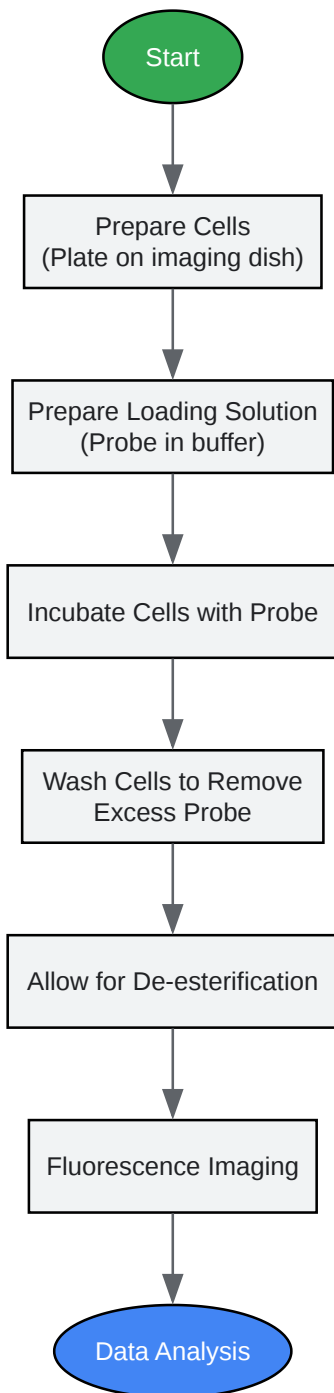 Start
Prepare Cells
(Plate on imaging dish)
Prepare Loading Solution
(Probe in buffer)
Incubate Cells with Probe
Wash Cells to Remove
Excess Probe
Allow for De-esterification
Fluorescence Imaging
Data Analysis